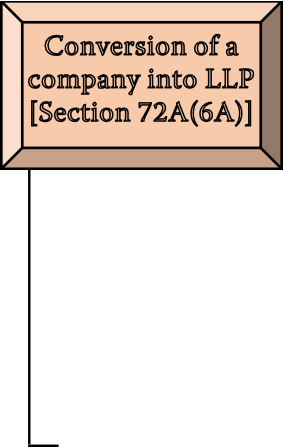 Conversion of a
company into LLP
[Section 72A(6A)]